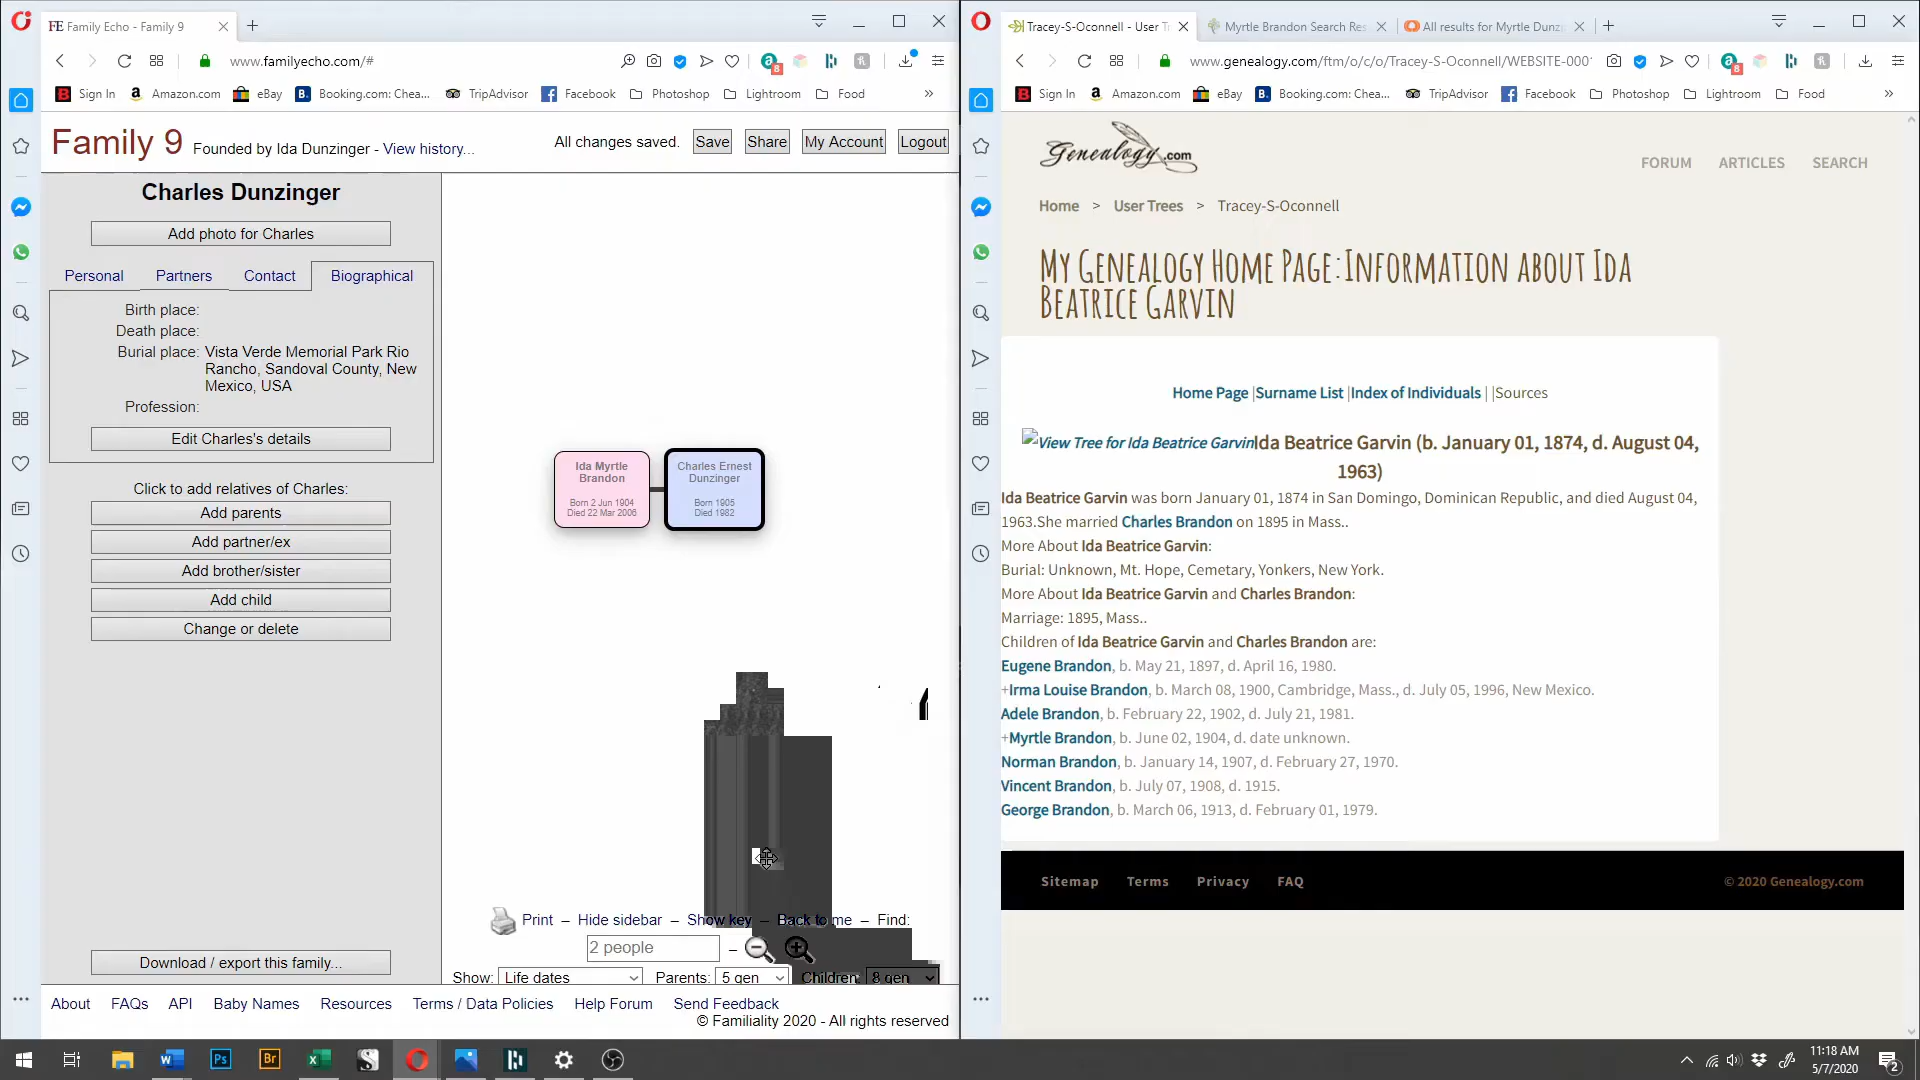 FE Family Echo - Family 9
www.familyecho.com/#
Sign In
Amazon.com
eBay
Booking.com: Chea...
TripAdvisor
Facebook
Photoshop
Lightroom
Food
»
Family 9 Founded by Ida Dunzinger - View history...
All changes saved.
Save
Share
My Account
Logout
Charles Dunzinger
Add photo for Charles
Personal
Partners
Contact
Biographical
Birth place:
Death place:
Burial place: Vista Verde Memorial Park Rio
Rancho, Sandoval County, New
Mexico, USA
Profession:
Edit Charles's details
Click to add relatives of Charles:
Add parents
Add partner/ex
Add brother/sister
Add child
Change or delete
Download / export this family...
Ida Myrtle
Brandon
Born 2 Jun 1904
Died 22 Mar 2006
Charles Ernest
Dunzinger
Born 1905
Died 1982
Print – Hide sidebar – Show key – Back to me – Find:
2 people –
Show: Life dates Parents: 5 gen Children: 8 gen
About FAQs API Baby Names Resources Terms / Data Policies Help Forum Send Feedback
© Familiality 2020 - All rights reserved
Tracey-S-Oconnell - User T
Myrtle Brandon Search Res
All results for Myrtle Dunzi
www.genealogy.com/ftm/o/c/o/Tracey-S-Oconnell/WEBSITE-0001
Sign In
Amazon.com
eBay
Booking.com: Chea...
TripAdvisor
Facebook
Photoshop
Lightroom
Food
»
Genealogy.com
FORUM ARTICLES SEARCH
Home > User Trees > Tracey-S-Oconnell
My Genealogy Home Page:Information about Ida
Beatrice Garvin
Home Page |Surname List |Index of Individuals | |Sources
View Tree for Ida Beatrice GarvinIda Beatrice Garvin (b. January 01, 1874, d. August 04,
1963)
Ida Beatrice Garvin was born January 01, 1874 in San Domingo, Dominican Republic, and died August 04,
1963.She married Charles Brandon on 1895 in Mass..
More About Ida Beatrice Garvin:
Burial: Unknown, Mt. Hope, Cemetary, Yonkers, New York.
More About Ida Beatrice Garvin and Charles Brandon:
Marriage: 1895, Mass..
Children of Ida Beatrice Garvin and Charles Brandon are:
Eugene Brandon, b. May 21, 1897, d. April 16, 1980.
+Irma Louise Brandon, b. March 08, 1900, Cambridge, Mass., d. July 05, 1996, New Mexico.
Adele Brandon, b. February 22, 1902, d. July 21, 1981.
+Myrtle Brandon, b. June 02, 1904, d. date unknown.
Norman Brandon, b. January 14, 1907, d. February 27, 1970.
Vincent Brandon, b. July 07, 1908, d. 1915.
George Brandon, b. March 06, 1913, d. February 01, 1979.
Sitemap Terms Privacy FAQ
© 2020 Genealogy.com
11:18 AM
5/7/2020